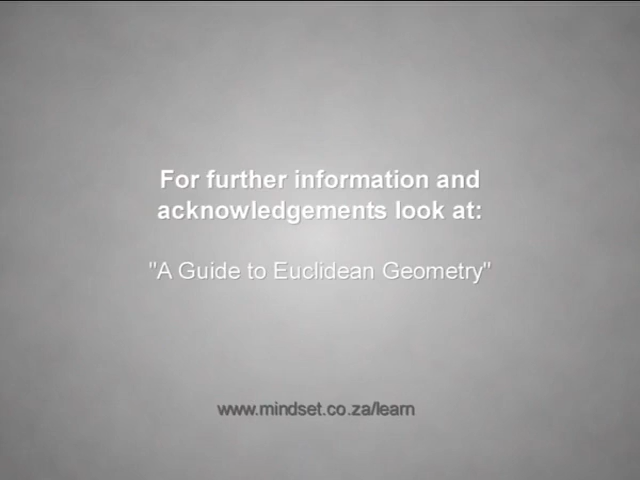 For further information and
acknowledgements look at:
"A Guide to Euclidean Geometry"
www.mindset.co.za/learn